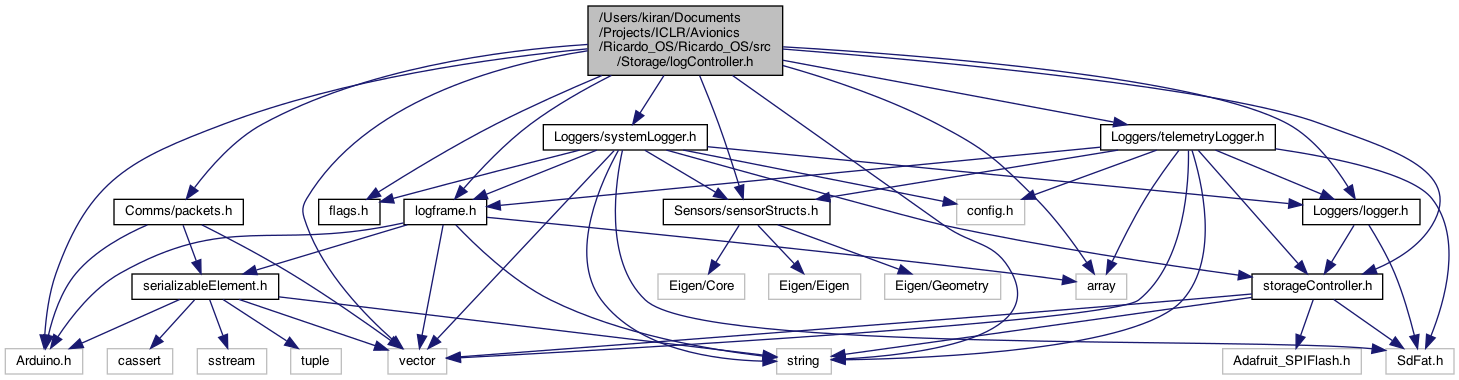 /Users/kiran/Documents
/Projects/ICLR/Avionics
/Ricardo_OS/Ricardo_OS/src
/Storage/logController.h
Loggers/systemLogger.h
Loggers/telemetryLogger.h
Comms/packets.h
flags.h
logframe.h
Sensors/sensorStructs.h
config.h
Loggers/logger.h
serializableElement.h
Eigen/Core
Eigen/Eigen
Eigen/Geometry
array
storageController.h
Arduino.h
cassert
sstream
tuple
vector
string
Adafruit_SPIFlash.h
SdFat.h